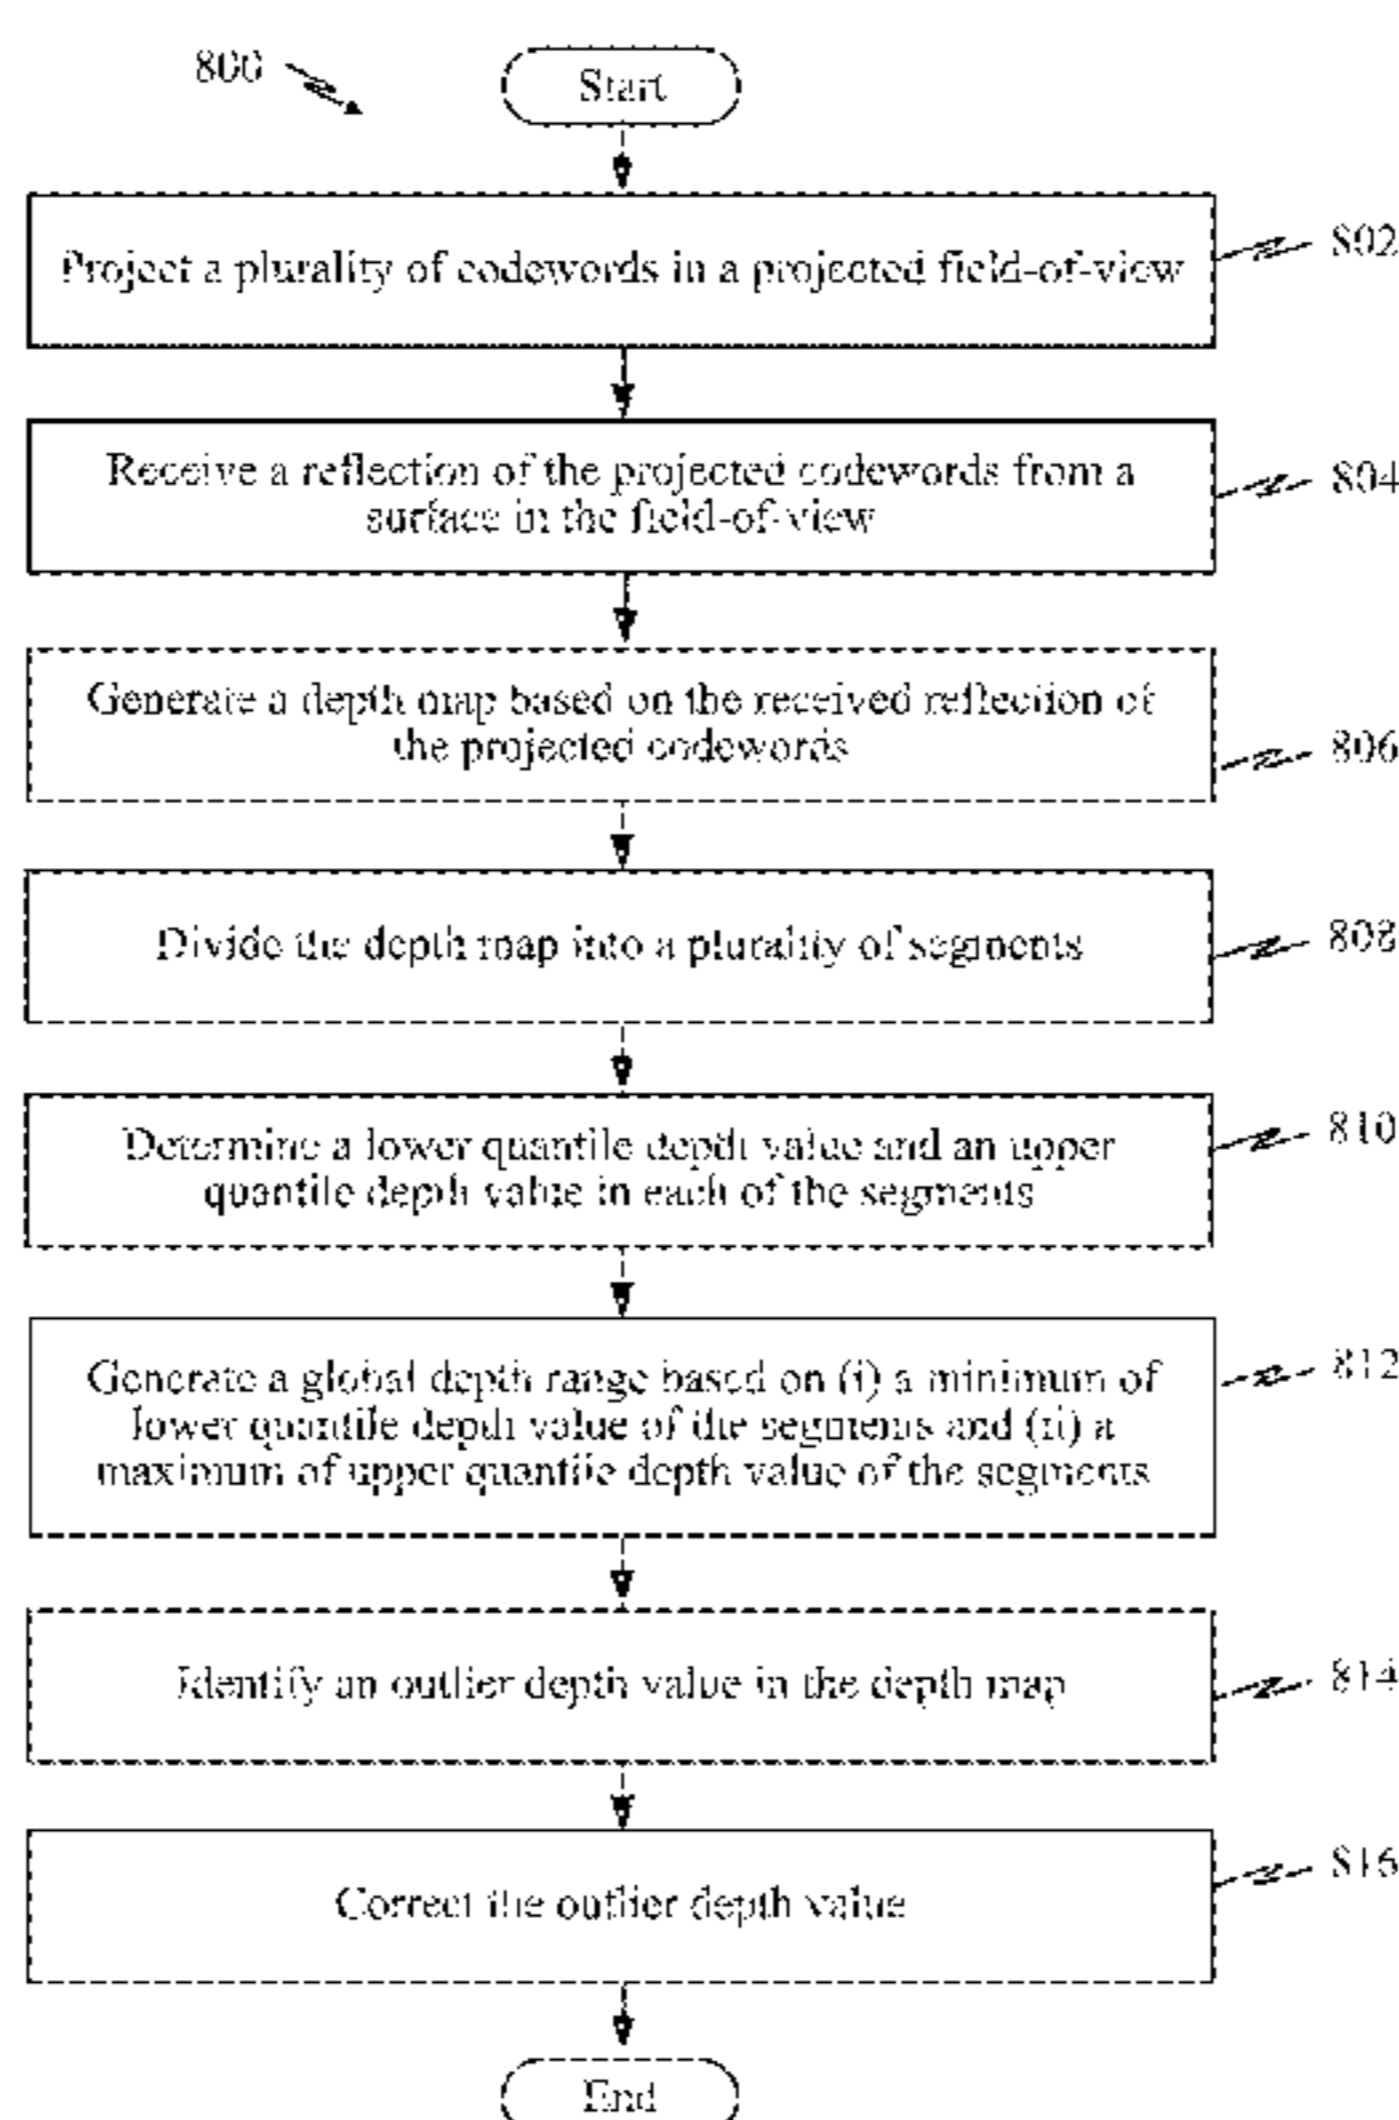 800
Start
Project a plurality of codewords in a projected field-of-view
802
Receive a reflection of the projected codewords from a
surface in the field-of-view
804
Generate a depth map based on the received reflection of
the projected codewords
806
Divide the depth map into a plurality of segments
808
Determine a lower quantile depth value and an upper
quantile depth value in each of the segments
810
Generate a global depth range based on (i) a minimum of
lower quantile depth value of the segments and (ii) a
maximum of upper quantile depth value of the segments
812
Identify an outlier depth value in the depth map
814
Correct the outlier depth value
816
End